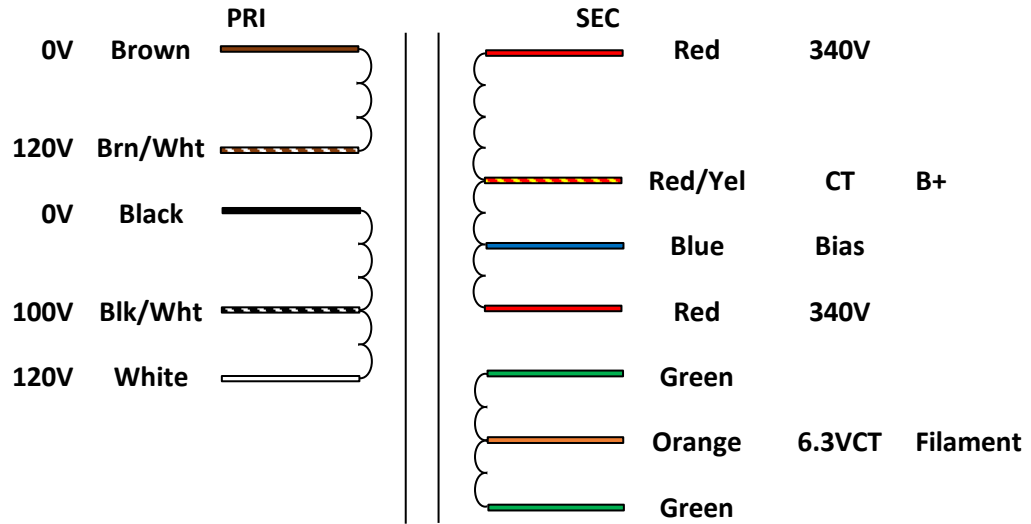 PRI
SEC
0V Brown
Red 340V
120V Brn/Wht
Red/Yel CT B+
0V Black
Blue Bias
100V Blk/Wht
Red 340V
120V White
Green
Orange 6.3VCT Filament
Green